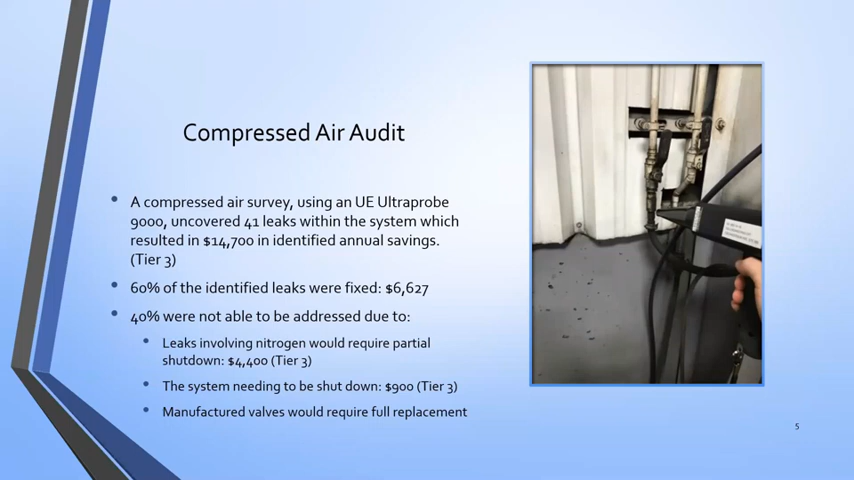 Compressed Air Audit
• A compressed air survey, using an UE Ultraprobe
9000, uncovered 41 leaks within the system which
resulted in $14,700 in identified annual savings.
(Tier 3)
• 60% of the identified leaks were fixed: $6,627
• 40% were not able to be addressed due to:
• Leaks involving nitrogen would require partial
shutdown: $4,400 (Tier 3)
• The system needing to be shut down: $900 (Tier 3)
• Manufactured valves would require full replacement
5